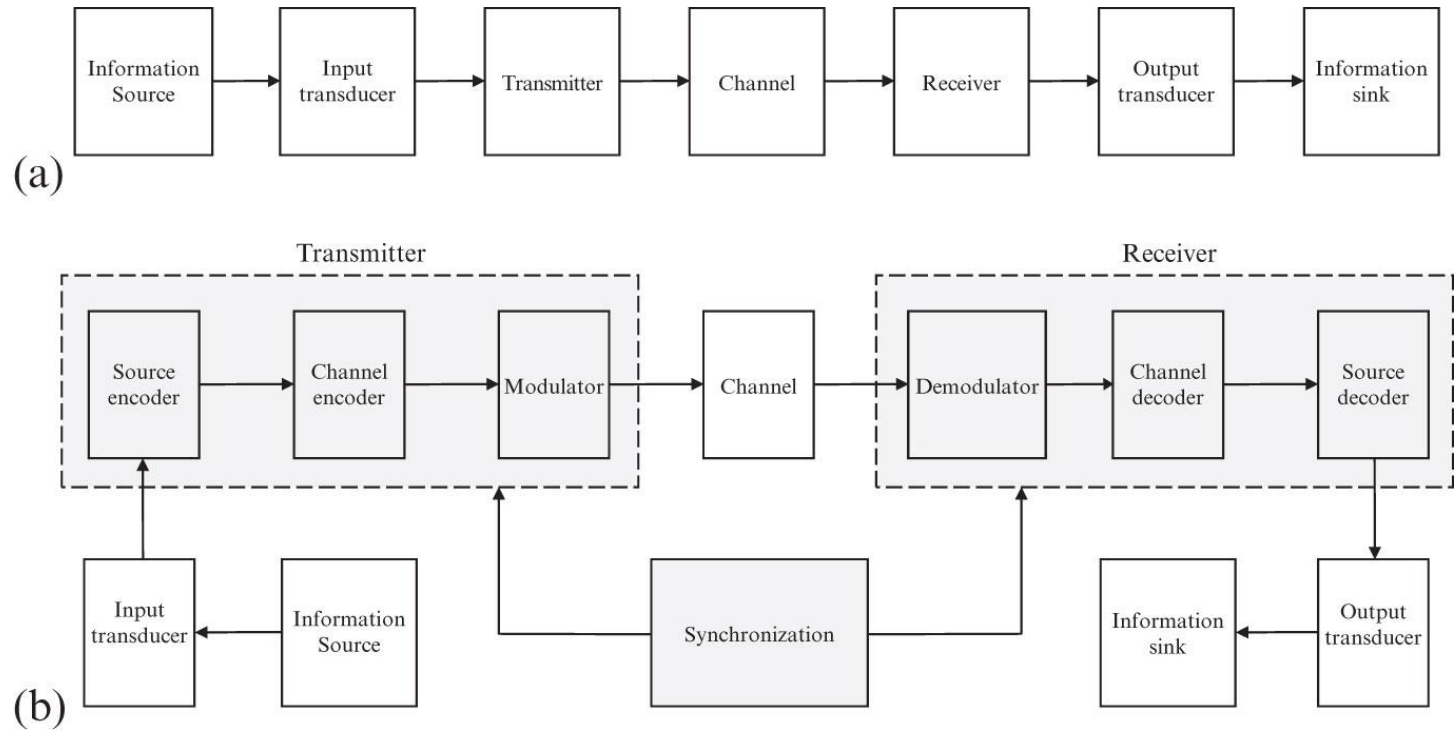 Information
Source
Input
transducer
Transmitter
Channel
Receiver
Output
transducer
Information
sink
(a)
Transmitter
Receiver
Source
encoder
Channel
encoder
Modulator
Channel
Demodulator
Channel
decoder
Source
decoder
Input
transducer
Information
Source
Synchronization
Information
sink
Output
transducer
(b)